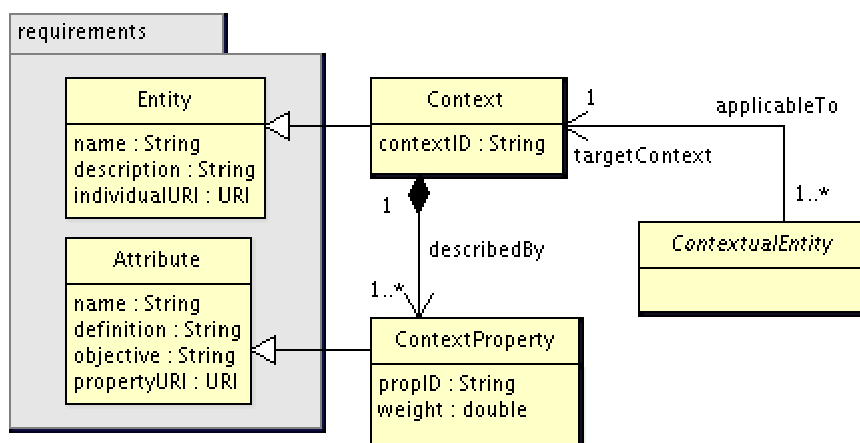 requirements
Entity
name : String
description : String
individualURI : URI
Attribute
name : String
definition : String
objective : String
propertyURI : URI
Context
contextID : String
1
applicableTo
targetContext
1..*
ContextualEntity
1
describedBy
1..*
ContextProperty
propID : String
weight : double